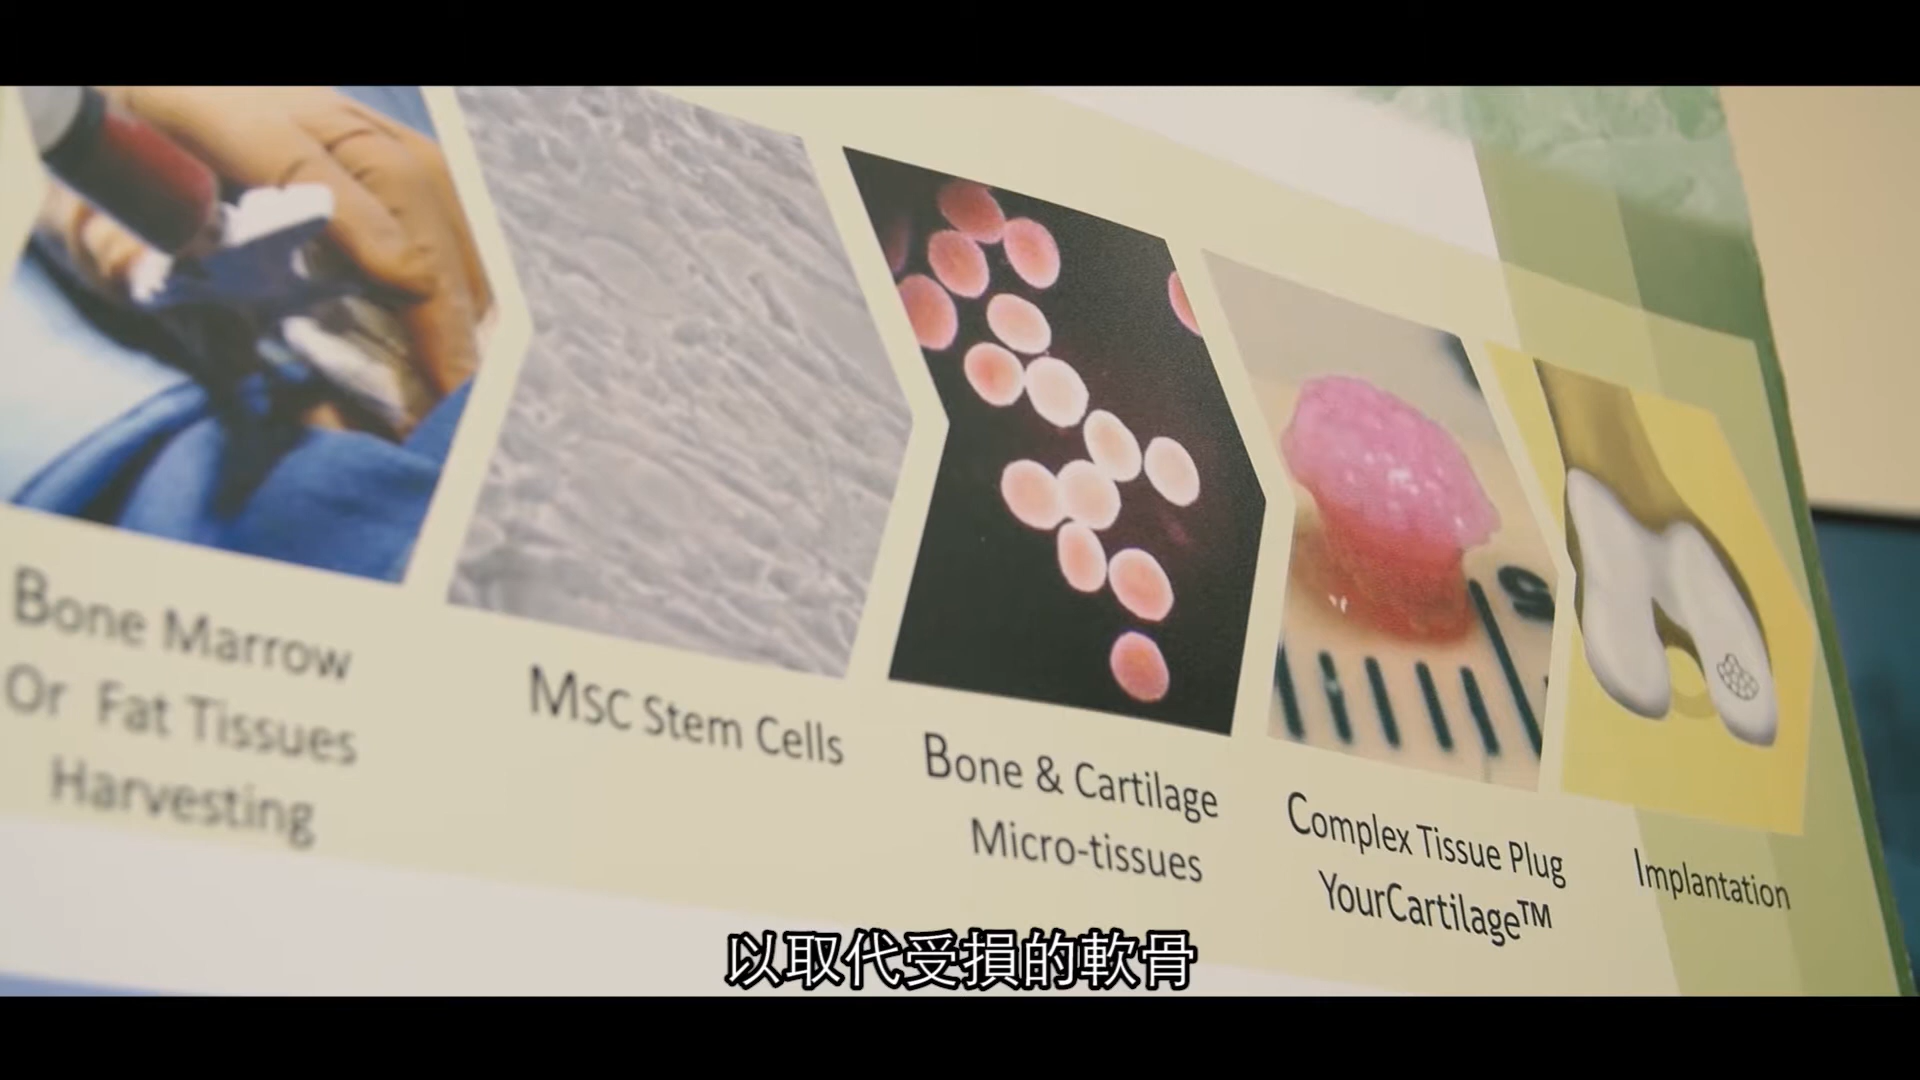 Bone Marrow
Or Fat Tissues
Harvesting
MSC Stem Cells
Bone & Cartilage
Micro-tissues
Complex Tissue Plug
YourCartilage™
Implantation
5
以取代受損的軟骨